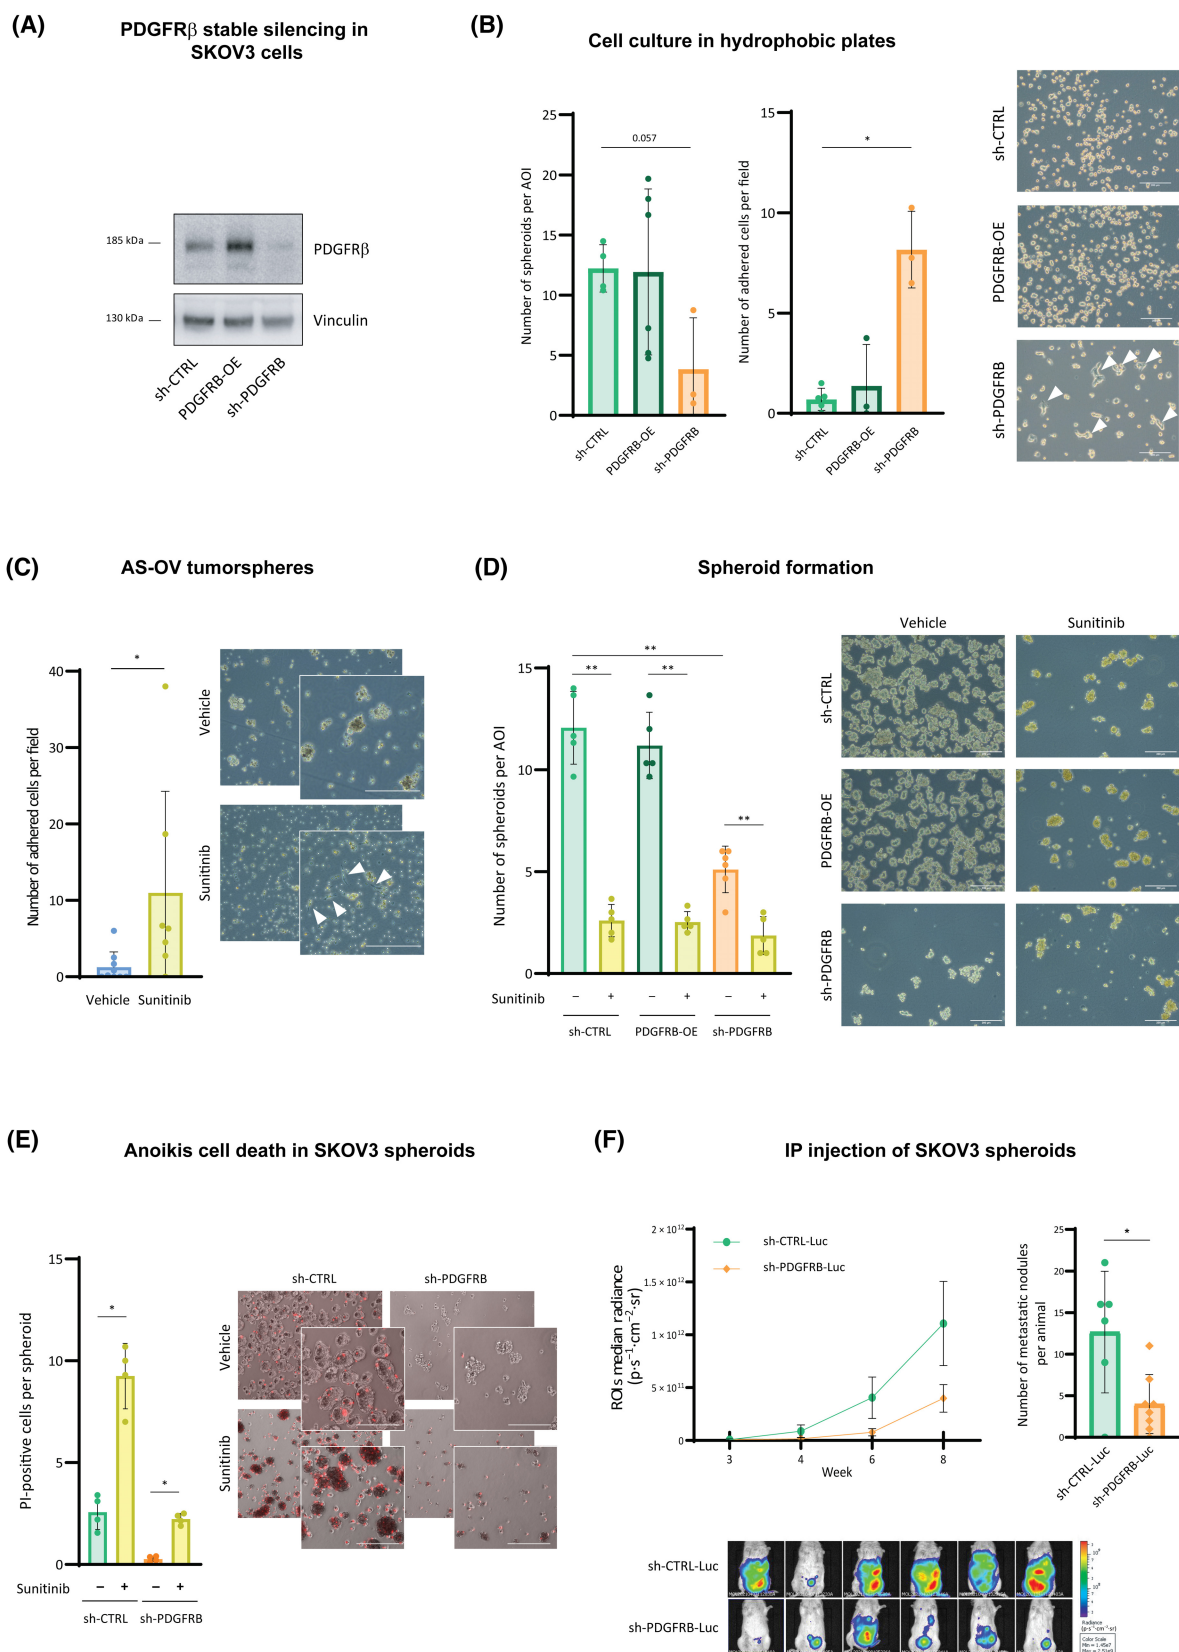 (A)
PDGFRβ stable silencing in
SKOV3 cells
185 kDa
PDGFRβ
130 kDa
Vinculin
sh-CTRL
PDGFRB-OE
sh-PDGFRB
(B)
Cell culture in hydrophobic plates
Number of spheroids per AOI
25
20
15
10
5
0
0.057
sh-CTRL
PDGFRB-OE
sh-PDGFRB
Number of adhered cells per field
15
10
5
0
*
sh-CTRL
PDGFRB-OE
sh-PDGFRB
sh-CTRL
PDGFRB-OE
sh-PDGFRB
(C)
AS-OV tumorspheres
Number of adhered cells per field
40
30
20
10
0
*
Vehicle
Sunitinib
Vehicle
Sunitinib
(D)
Spheroid formation
Number of spheroids per AOI
15
10
5
0
**
**
**
**
Sunitinib
– + – + – +
sh-CTRL
PDGFRB-OE
sh-PDGFRB
Vehicle
Sunitinib
sh-CTRL
PDGFRB-OE
sh-PDGFRB
(E)
Anoikis cell death in SKOV3 spheroids
PI-positive cells per spheroid
15
10
5
0
*
*
Sunitinib
– + – +
sh-CTRL
sh-PDGFRB
sh-CTRL
sh-PDGFRB
Vehicle
Sunitinib
(F)
IP injection of SKOV3 spheroids
ROIs median radiance
(p·s⁻¹·cm⁻²·sr)
2 × 10¹²
1.5 × 10¹²
1 × 10¹²
5 × 10¹¹
0
sh-CTRL-Luc
sh-PDGFRB-Luc
3
4
6
8
Week
Number of metastatic nodules
per animal
25
20
15
10
5
0
*
sh-CTRL-Luc
sh-PDGFRB-Luc
sh-CTRL-Luc
sh-PDGFRB-Luc
Radiance
Color Scale